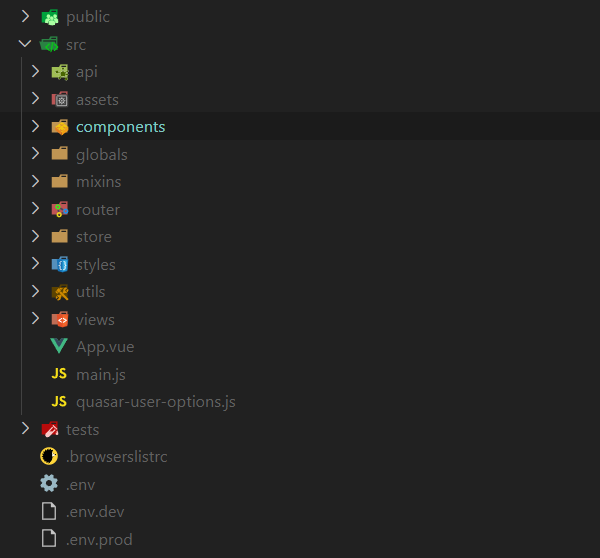 public
src
api
assets
components
globals
mixins
router
store
styles
utils
views
App.vue
JS main.js
JS quasar-user-options.js
tests
.browserslistrc
.env
.env.dev
.env.prod